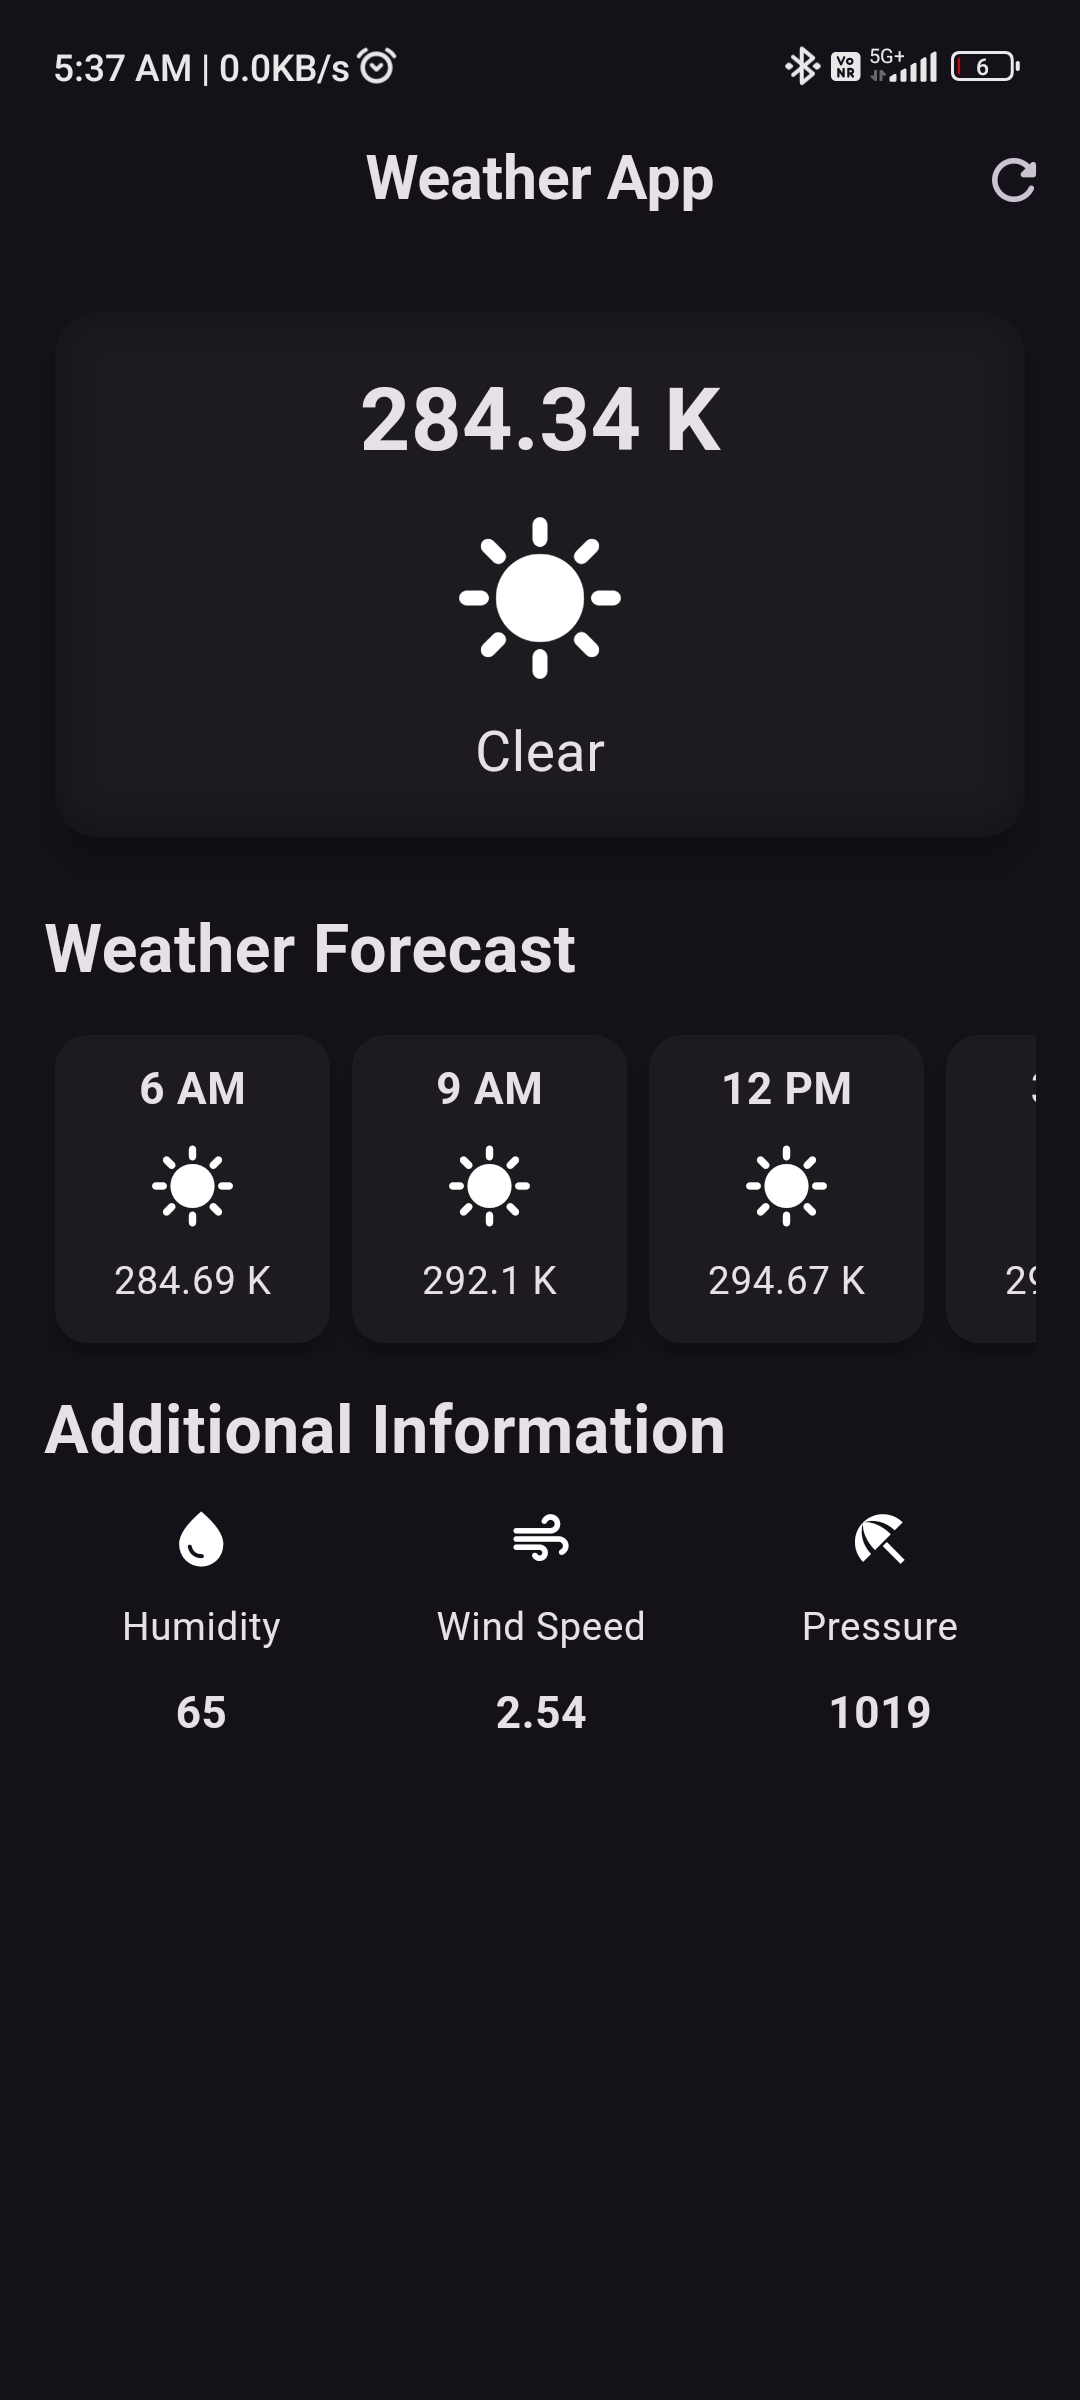 5:37 AM | 0.0KB/s Vo NR 5G+ 6
Weather App
284.34 K
Clear
Weather Forecast
6 AM 9 AM 12 PM
284.69 K 292.1 K 294.67 K
Additional Information
Humidity Wind Speed Pressure
65 2.54 1019